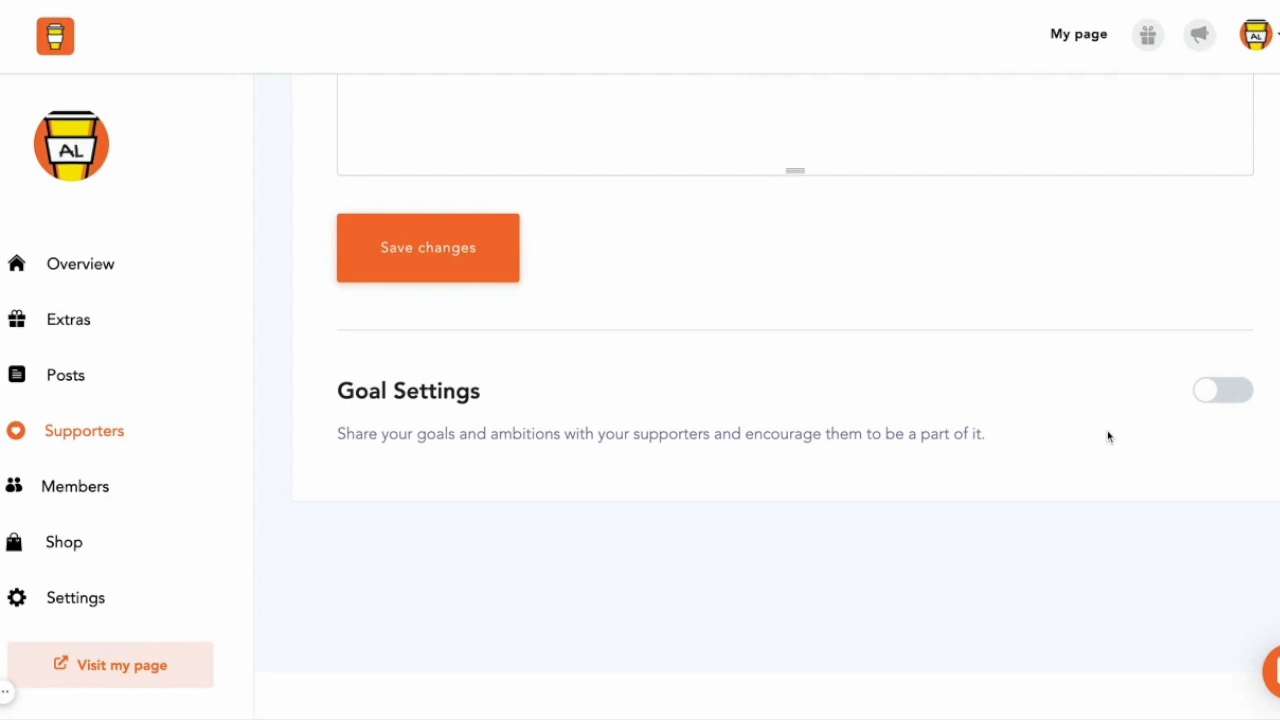 My page
AL
AL
Overview
Extras
Posts
Supporters
Members
Shop
Settings
Visit my page
Save changes
Goal Settings
Share your goals and ambitions with your supporters and encourage them to be a part of it.